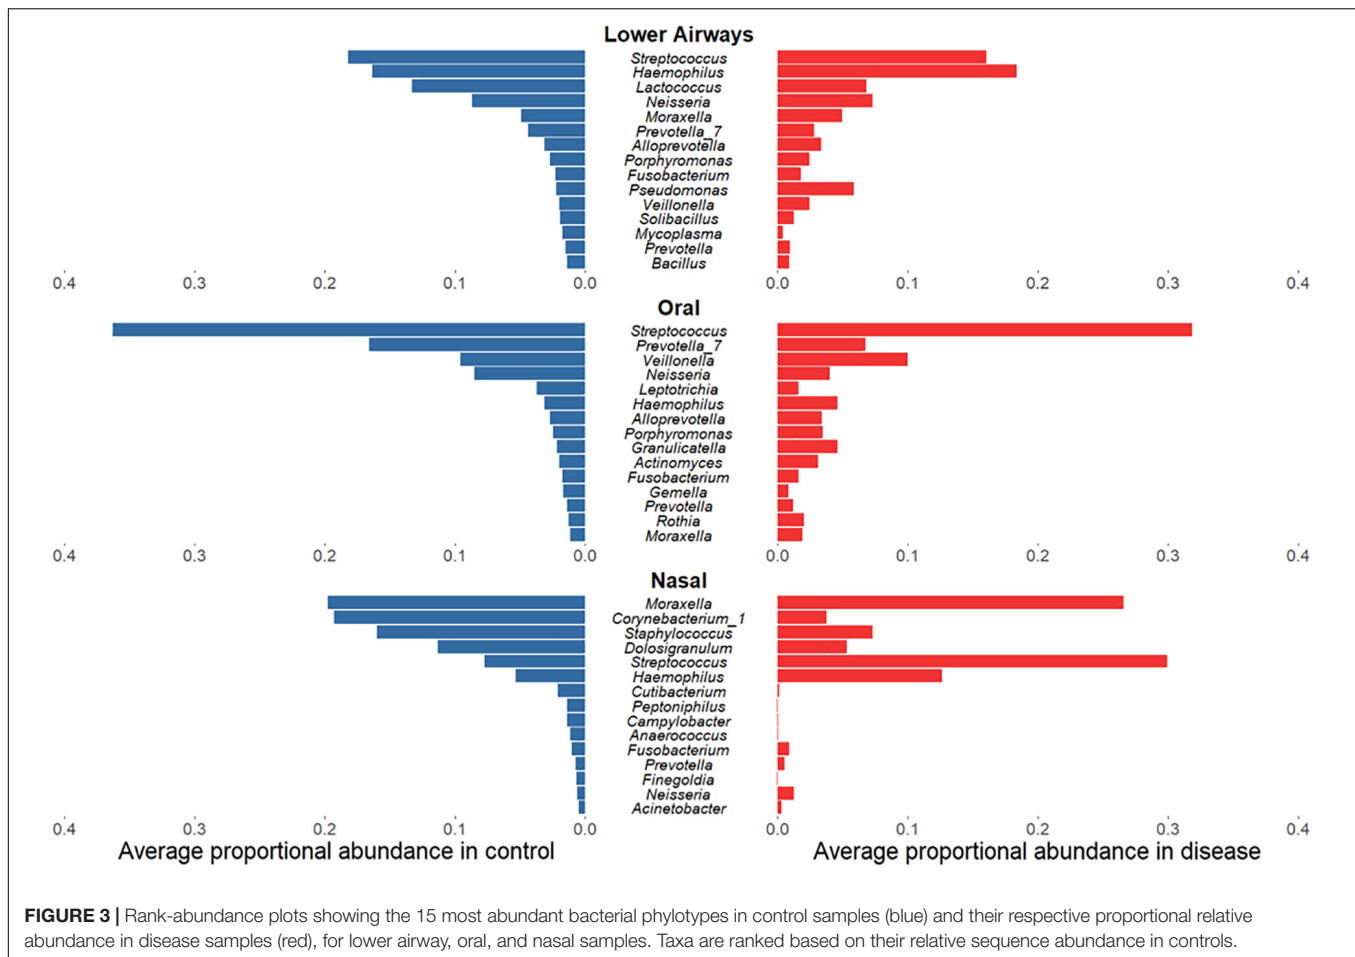 Lower Airways
Streptococcus
Haemophilus
Lactococcus
Neisseria
Moraxella
Prevotella_7
Alloprevotella
Porphyromonas
Fusobacterium
Pseudomonas
Veillonella
Solibacillus
Mycoplasma
Prevotella
Bacillus
0.4 0.3 0.2 0.1 0.0 0.0 0.1 0.2 0.3 0.4
Oral
Streptococcus
Prevotella_7
Veillonella
Neisseria
Leptotrichia
Haemophilus
Alloprevotella
Porphyromonas
Granulicatella
Actinomyces
Fusobacterium
Gemella
Prevotella
Rothia
Moraxella
0.4 0.3 0.2 0.1 0.0 0.0 0.1 0.2 0.3 0.4
Nasal
Moraxella
Corynebacterium_1
Staphylococcus
Dolosigranulum
Streptococcus
Haemophilus
Cutibacterium
Peptoniphilus
Campylobacter
Anaerococcus
Fusobacterium
Prevotella
Finegoldia
Neisseria
Acinetobacter
0.4 0.3 0.2 0.1 0.0 0.0 0.1 0.2 0.3 0.4
Average proportional abundance in control Average proportional abundance in disease
FIGURE 3 | Rank-abundance plots showing the 15 most abundant bacterial phylotypes in control samples (blue) and their respective proportional relative
abundance in disease samples (red), for lower airway, oral, and nasal samples. Taxa are ranked based on their relative sequence abundance in controls.